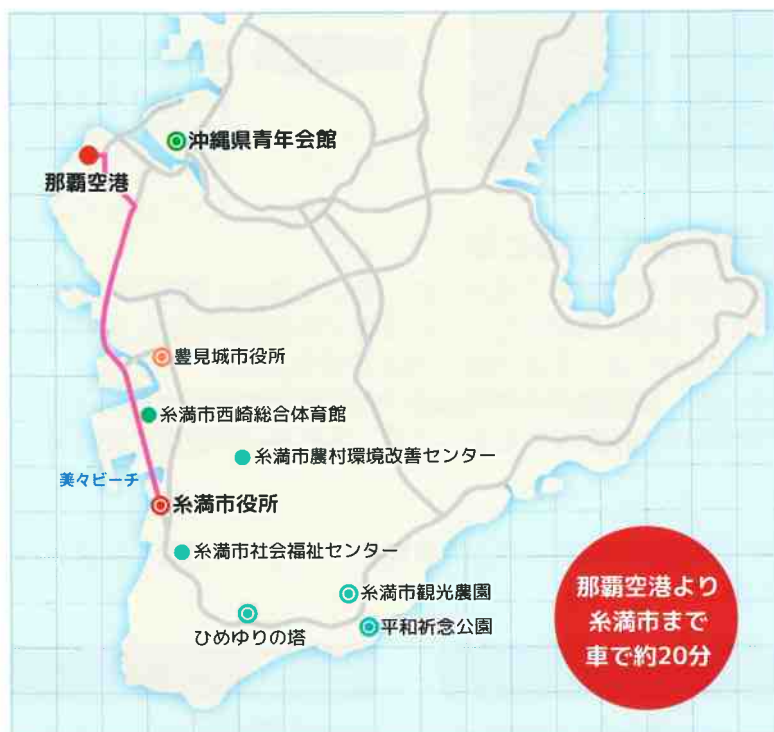 沖縄県青年会館
那覇空港
豊見城市役所
糸満市西崎総合体育館
糸満市農村環境改善センター
美々ビーチ
糸満市役所
糸満市社会福祉センター
糸満市観光農園
ひめゆりの塔
平和祈念公園
那覇空港より
糸満市まで
車で約20分